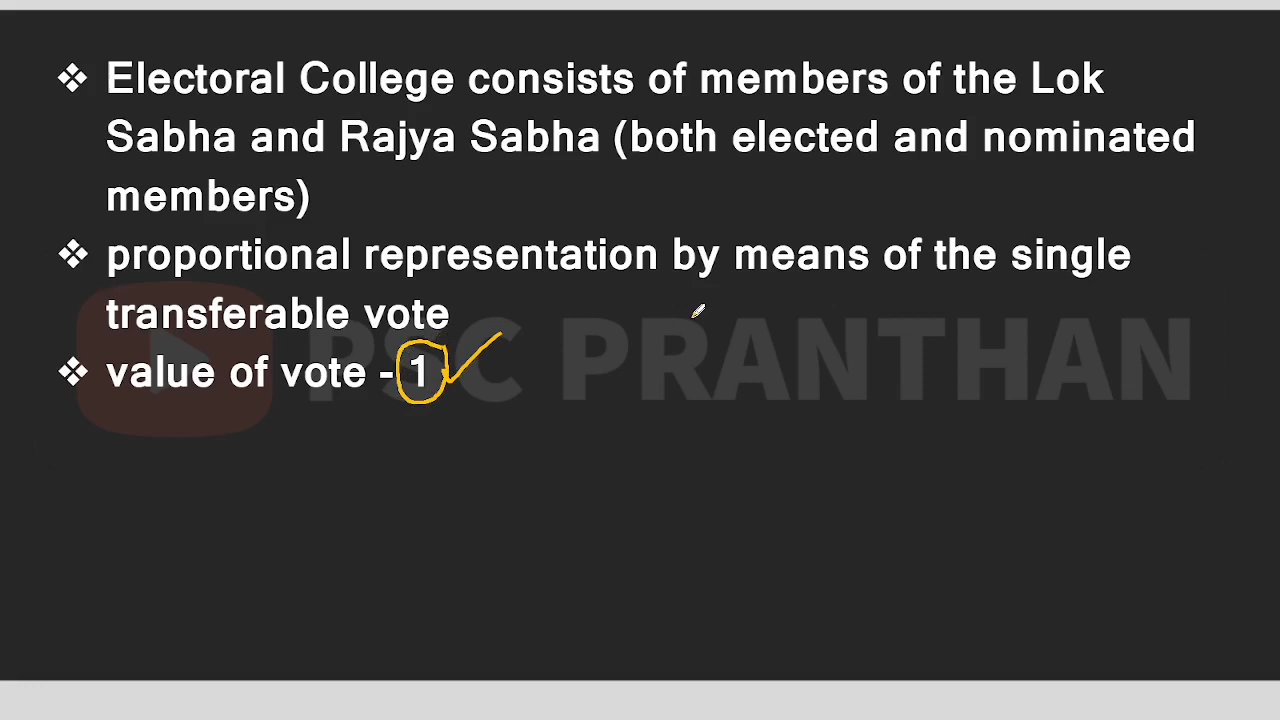 ❖ Electoral College consists of members of the Lok
Sabha and Rajya Sabha (both elected and nominated
members)
❖ proportional representation by means of the single
transferable vote
❖ value of vote - 1
PSC PRANTHAN